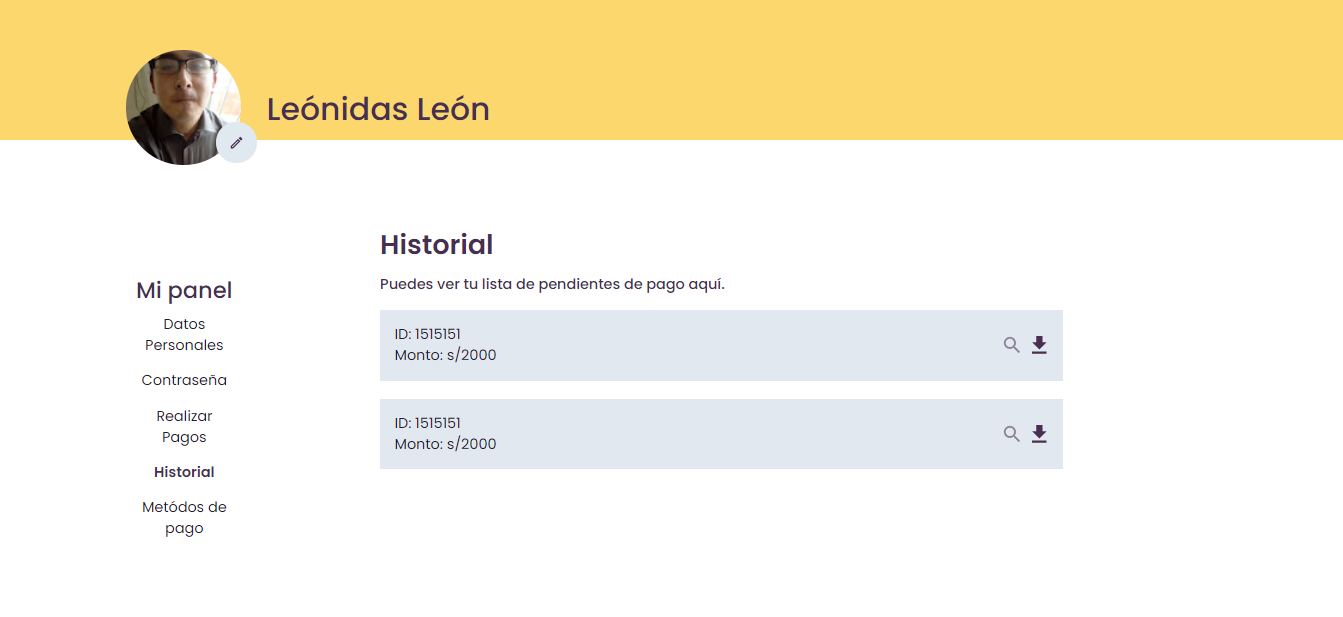 Leónidas León
Mi panel
Datos
Personales
Contraseña
Realizar
Pagos
Historial
Metódos de
pago
Historial
Puedes ver tu lista de pendientes de pago aquí.
ID: 1515151
Monto: s/2000
ID: 1515151
Monto: s/2000